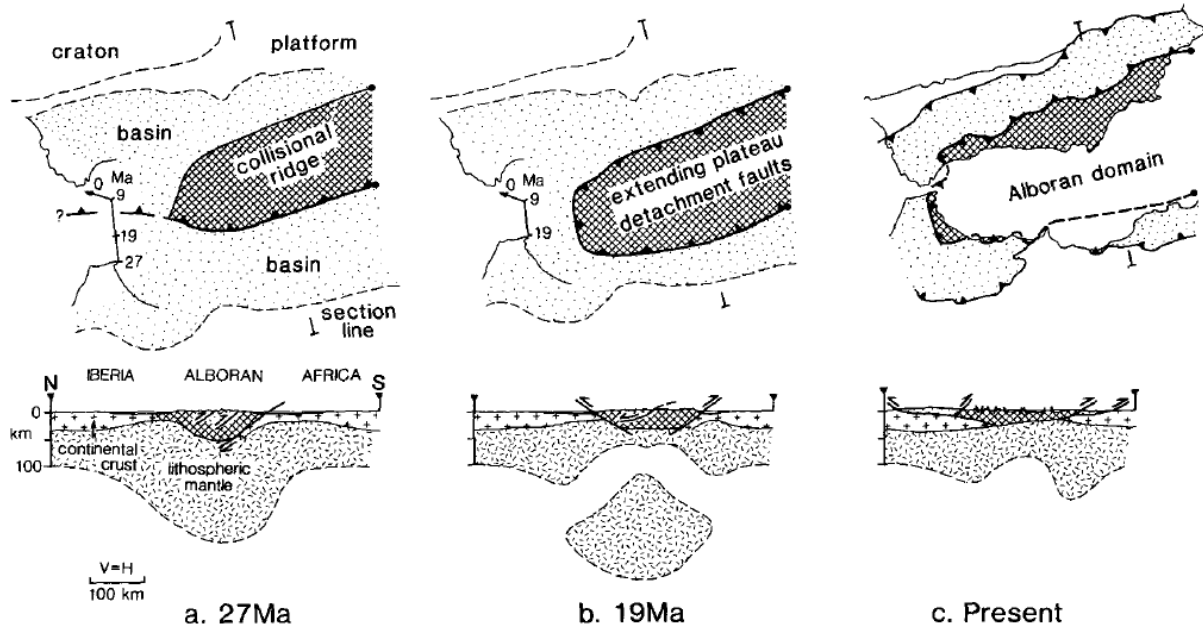 craton
platform
basin
collisional
ridge
0 Ma
9
?
19
27
basin
section
line
0 Ma
9
19
extending plateau
detachment faults
Alboran domain
N IBERIA ALBORAN AFRICA S
0
km
100
continental
crust
lithospheric
mantle
V=H
100 km
a. 27Ma
b. 19Ma
c. Present